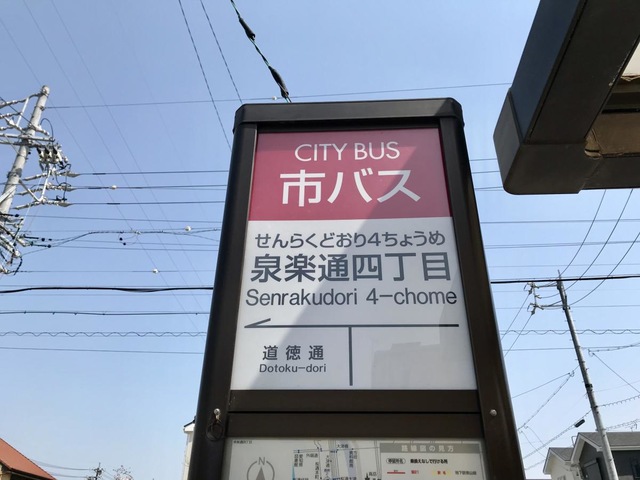 CITY BUS
市バス
せんらくどおり4ちょうめ
泉楽通四丁目
Senrakudori 4-chome
道徳通
Dotoku-dori
N